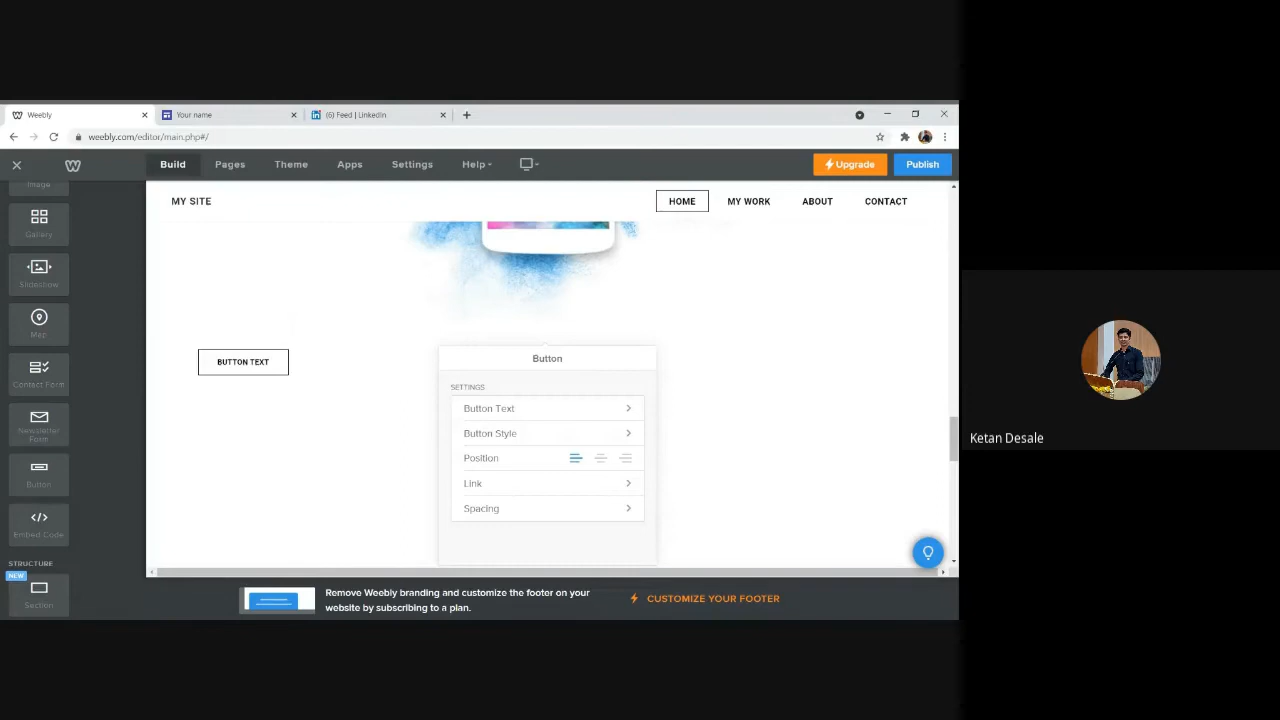 Weebly
Your name
(6) Feed | LinkedIn
weebly.com/editor/main.php#/
Build
Pages
Theme
Apps
Settings
Help
Upgrade
Publish
Image
Gallery
Slideshow
Map
Contact Form
Newsletter
Form
Button
Embed Code
STRUCTURE
NEW
Section
MY SITE
HOME
MY WORK
ABOUT
CONTACT
BUTTON TEXT
Button
SETTINGS
Button Text
Button Style
Position
Link
Spacing
Remove Weebly branding and customize the footer on your
website by subscribing to a plan.
CUSTOMIZE YOUR FOOTER
Ketan Desale